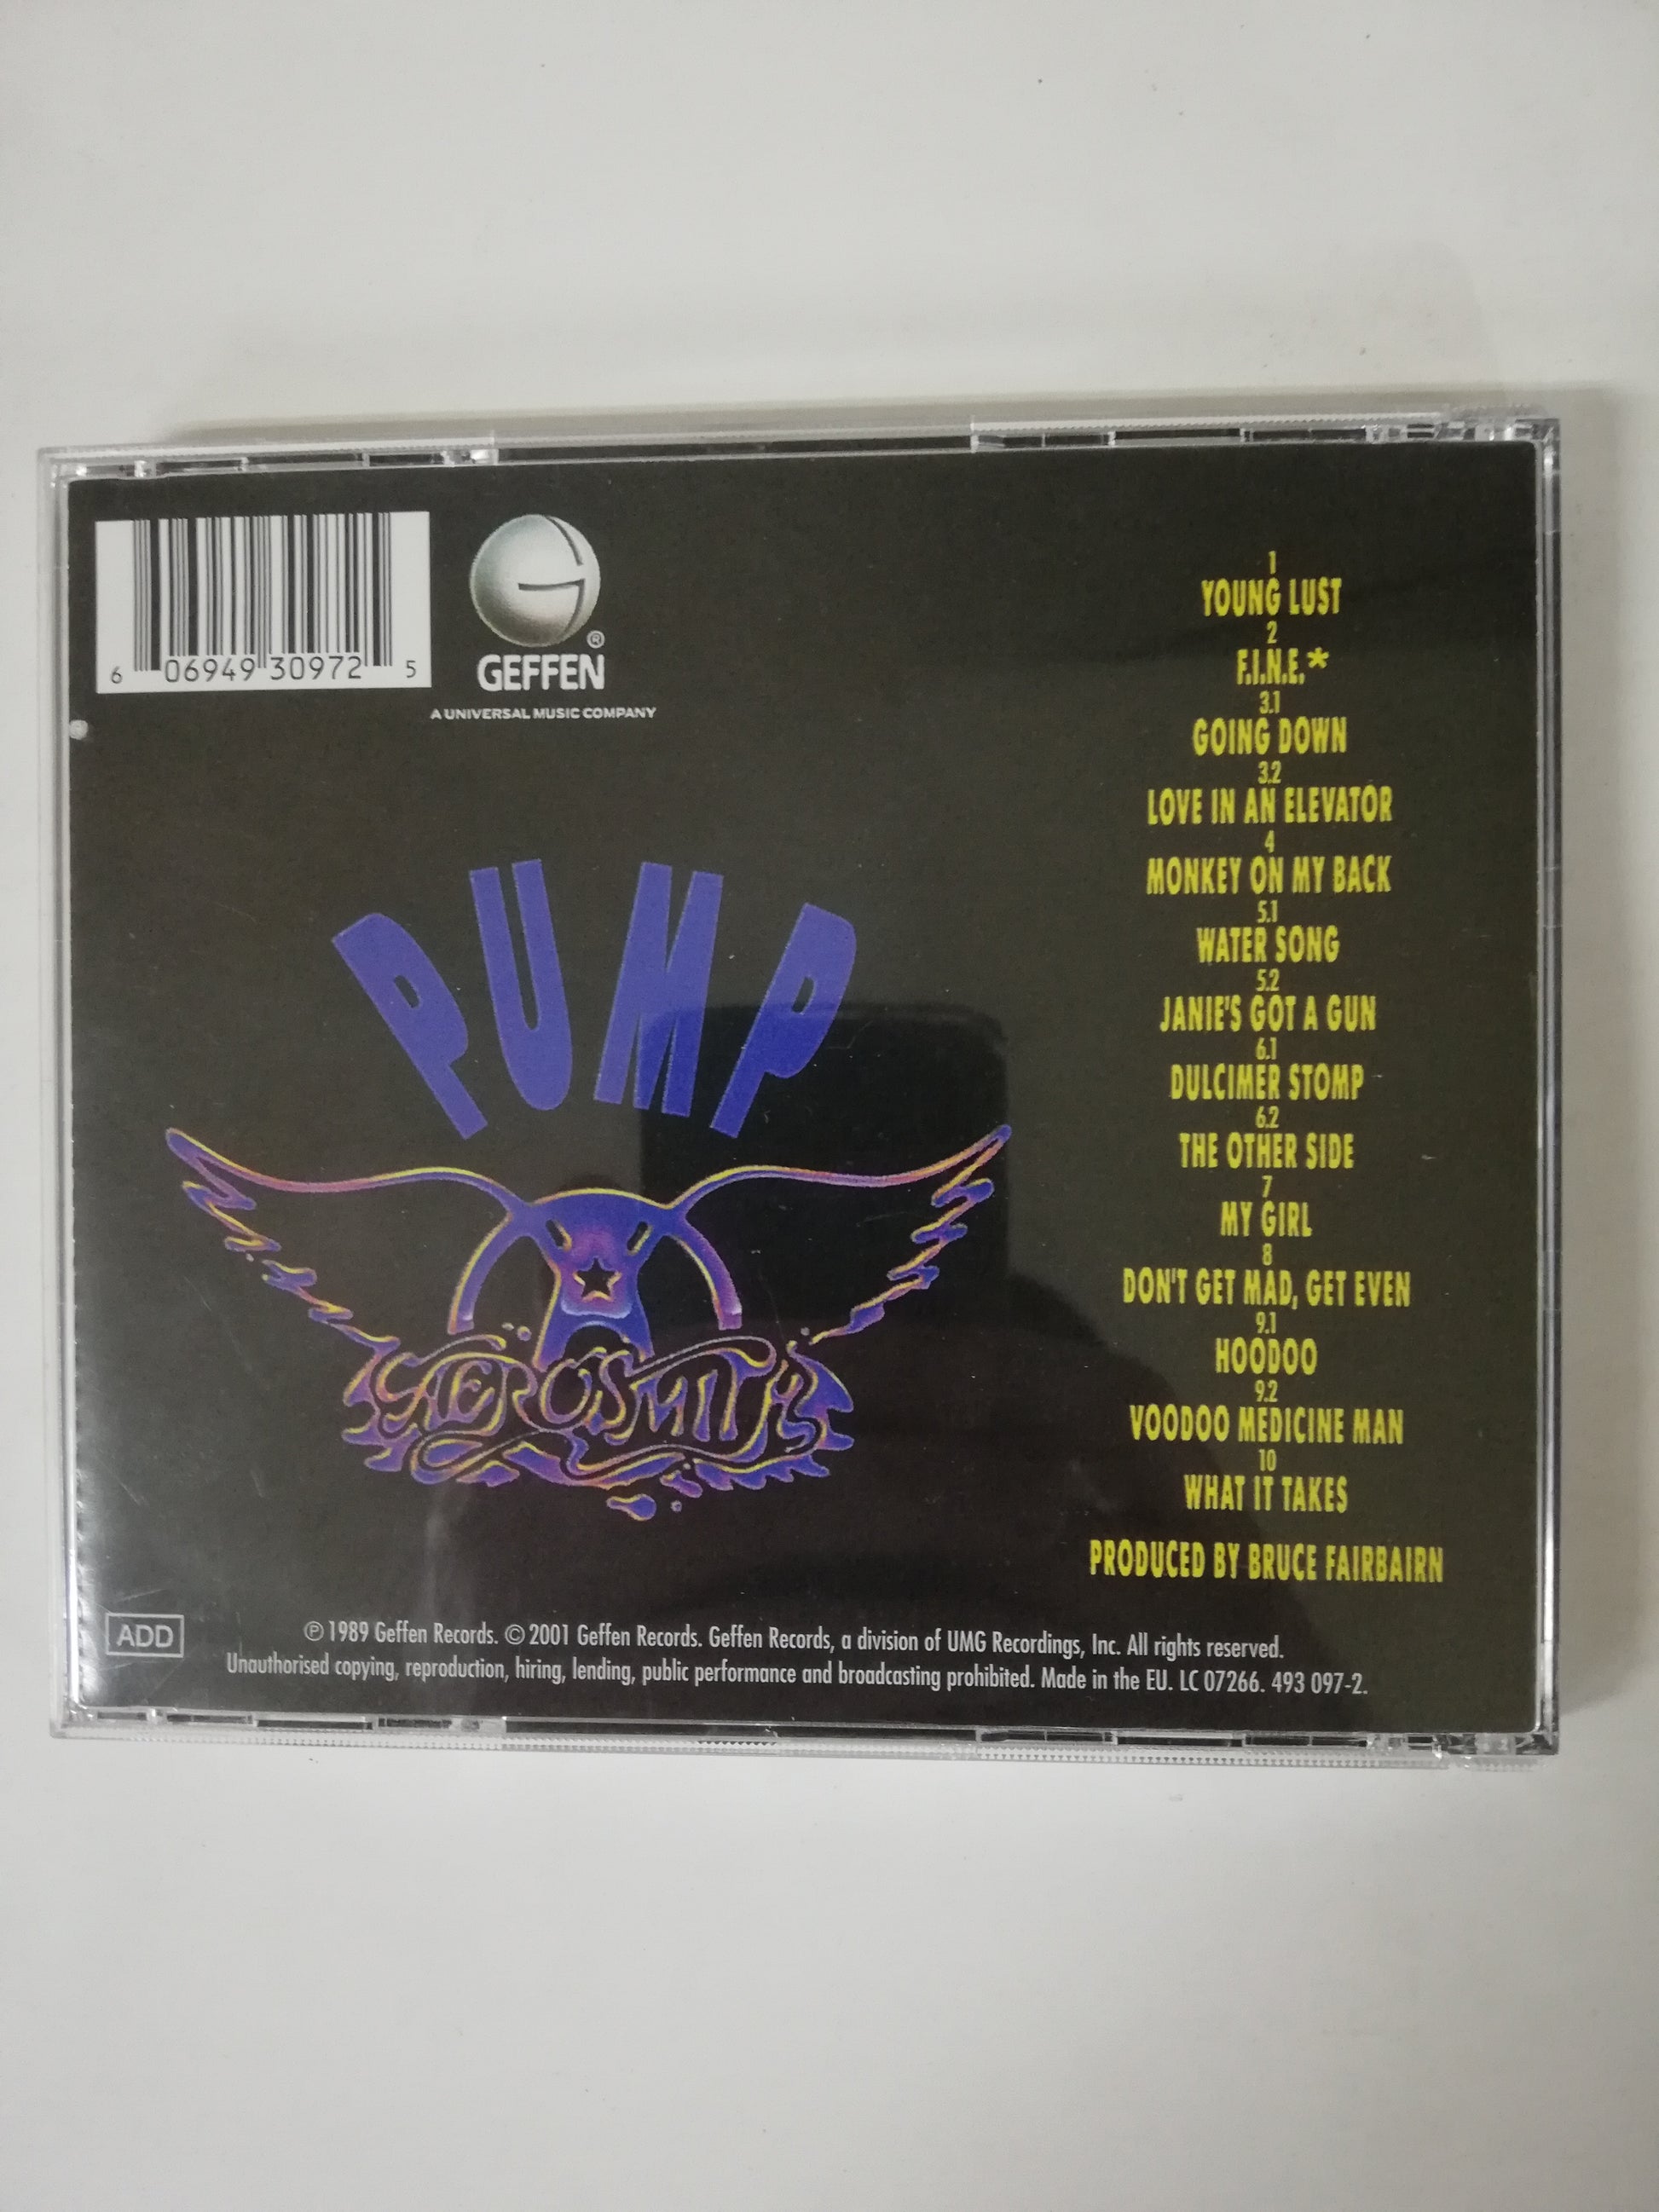 6 06949 30972 5
®
GEFFEN
A UNIVERSAL MUSIC COMPANY
PUMP
AEROSMITH
1
YOUNG LUST
2
F.I.N.E.*
3.1
GOING DOWN
3.2
LOVE IN AN ELEVATOR
4
MONKEY ON MY BACK
5.1
WATER SONG
5.2
JANIE'S GOT A GUN
6.1
DULCIMER STOMP
6.2
THE OTHER SIDE
7
MY GIRL
8
DON'T GET MAD, GET EVEN
9.1
HOODOO
9.2
VOODOO MEDICINE MAN
10
WHAT IT TAKES
PRODUCED BY BRUCE FAIRBAIRN
ADD
℗ 1989 Geffen Records. © 2001 Geffen Records. Geffen Records, a division of UMG Recordings, Inc. All rights reserved.
Unauthorised copying, reproduction, hiring, lending, public performance and broadcasting prohibited. Made in the EU. LC 07266. 493 097-2.